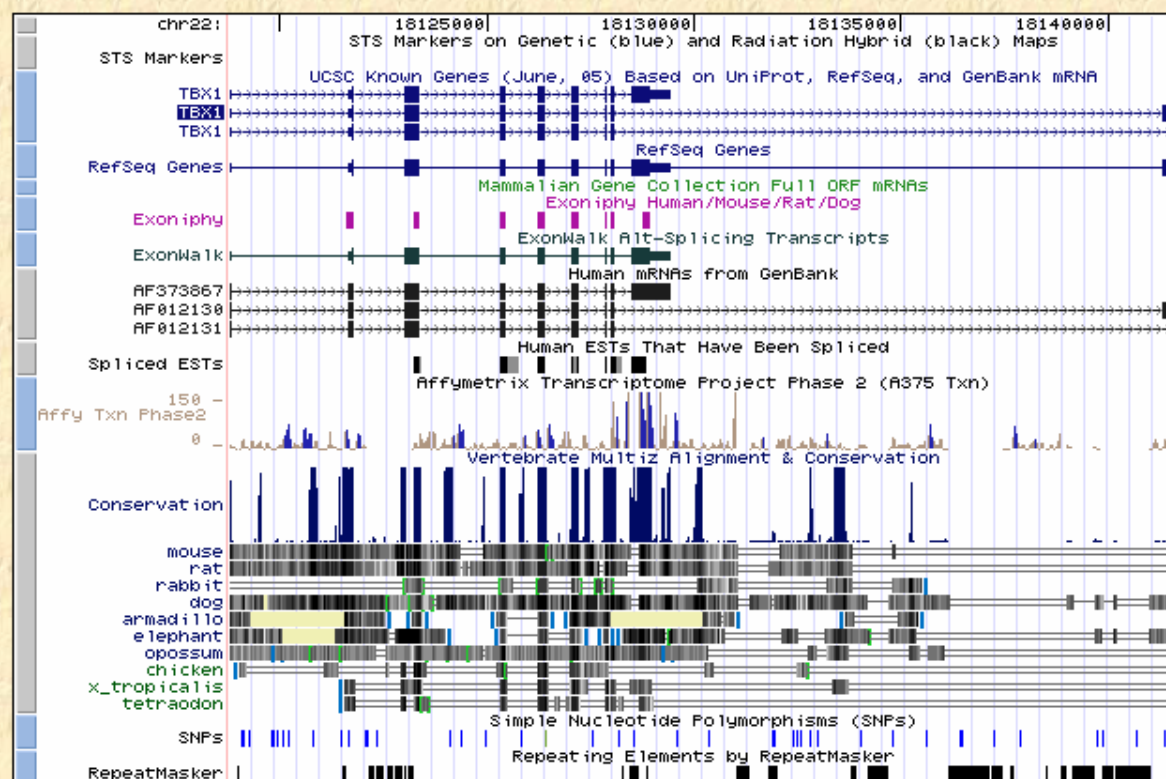 chr22: 18125000 18130000 18135000 18140000
STS Markers on Genetic (blue) and Radiation Hybrid (black) Maps
STS Markers
UCSC Known Genes (June, 05) Based on UniProt, RefSeq, and GenBank mRNA
TBX1
TBX1
TBX1
RefSeq Genes
RefSeq Genes
Mammalian Gene Collection Full ORF mRNAs
Exoniphy Human/Mouse/Rat/Dog
Exoniphy
ExonWalk Alt-Splicing Transcripts
ExonWalk
Human mRNAs from GenBank
AF373867
AF012130
AF012131
Human ESTs That Have Been Spliced
Spliced ESTs
Affymetrix Transcriptome Project Phase 2 (A375 Txn)
150 -
Affy Txn Phase2
0 -
Vertebrate Multiz Alignment & Conservation
Conservation
mouse
rat
rabbit
dog
armadillo
elephant
opossum
chicken
x_tropicalis
tetraodon
Simple Nucleotide Polymorphisms (SNPs)
SNPs
Repeating Elements by RepeatMasker
RepeatMasker